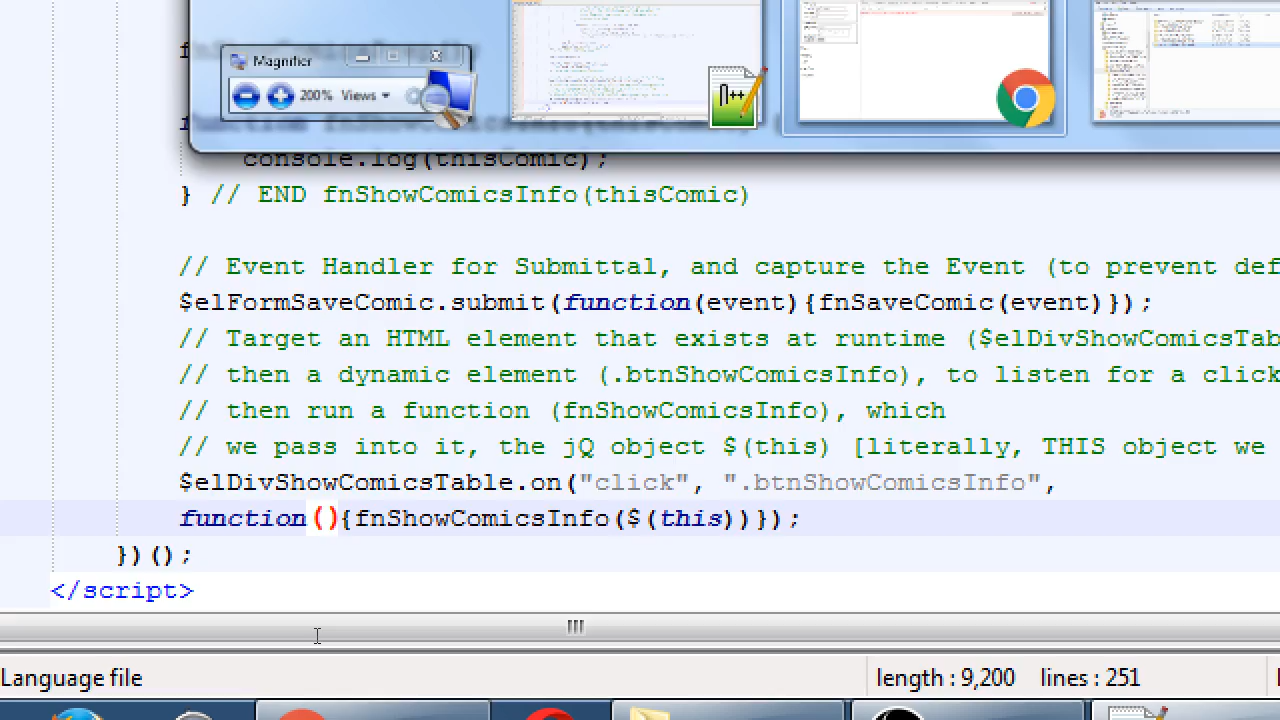 Magnifier
200% Views
console.log(thisComic);
} // END fnShowComicsInfo(thisComic)
// Event Handler for Submittal, and capture the Event (to prevent def
$elFormSaveComic.submit(function(event){fnSaveComic(event)});
// Target an HTML element that exists at runtime ($elDivShowComicsTab
// then a dynamic element (.btnShowComicsInfo), to listen for a click
// then run a function (fnShowComicsInfo), which
// we pass into it, the jQ object $(this) [literally, THIS object we
$elDivShowComicsTable.on("click", ".btnShowComicsInfo",
function(){fnShowComicsInfo($(this))});
})();
</script>
Language file
length : 9,200 lines : 251